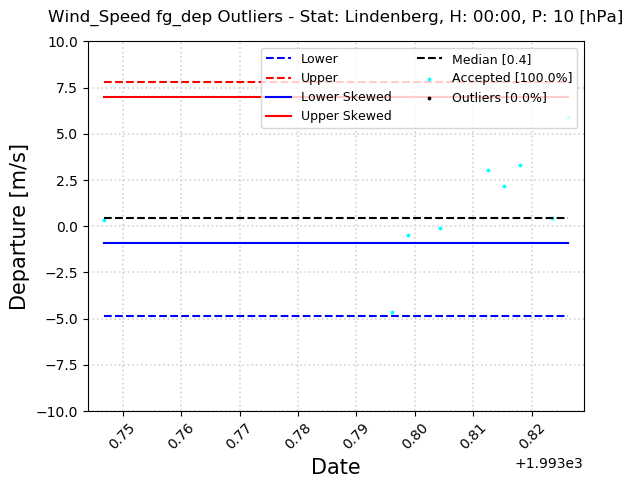 Wind_Speed fg_dep Outliers - Stat: Lindenberg, H: 00:00, P: 10 [hPa]
Lower
Upper
Lower Skewed
Upper Skewed
Median [0.4]
Accepted [100.0%]
Outliers [0.0%]
Departure [m/s]
10.0
7.5
5.0
2.5
0.0
−2.5
−5.0
−7.5
−10.0
0.75
0.76
0.77
0.78
0.79
0.80
0.81
0.82
+1.993e3
Date